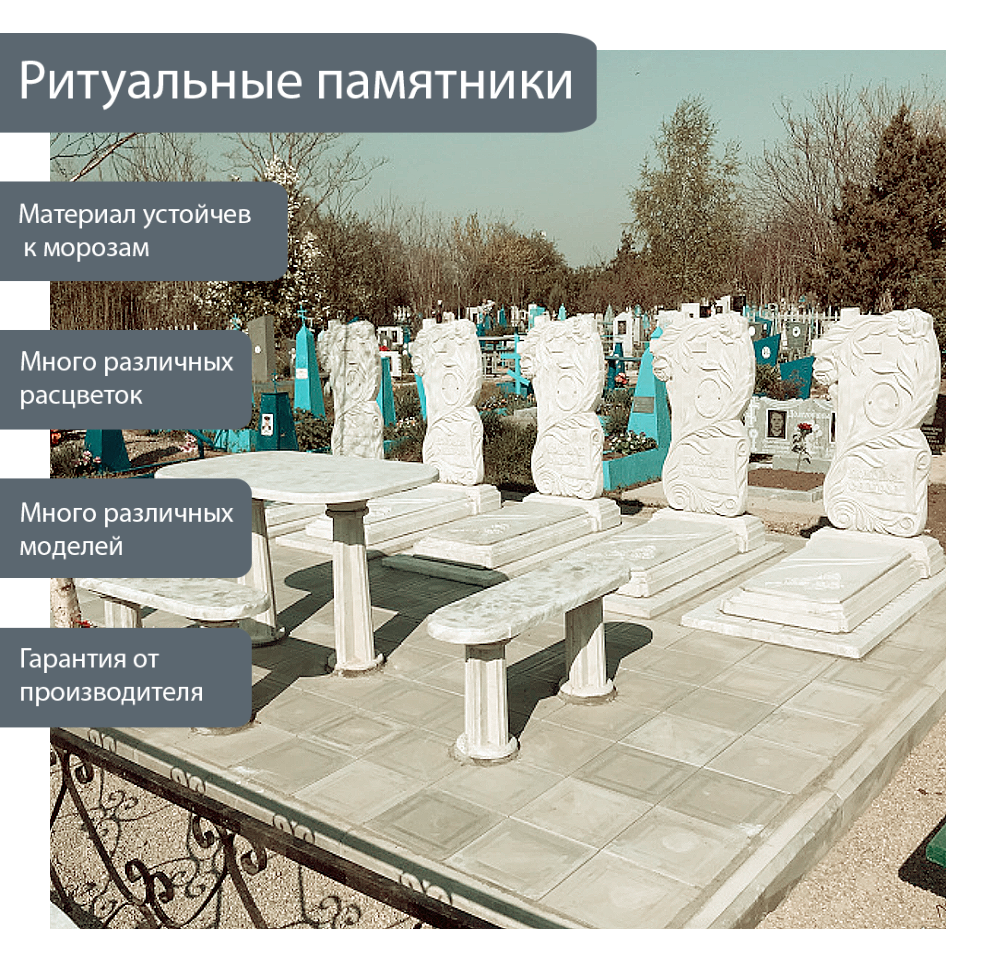 Ритуальные памятники
Материал устойчев
к морозам
Много различных
расцветок
Много различных
моделей
Гарантия от
производителя